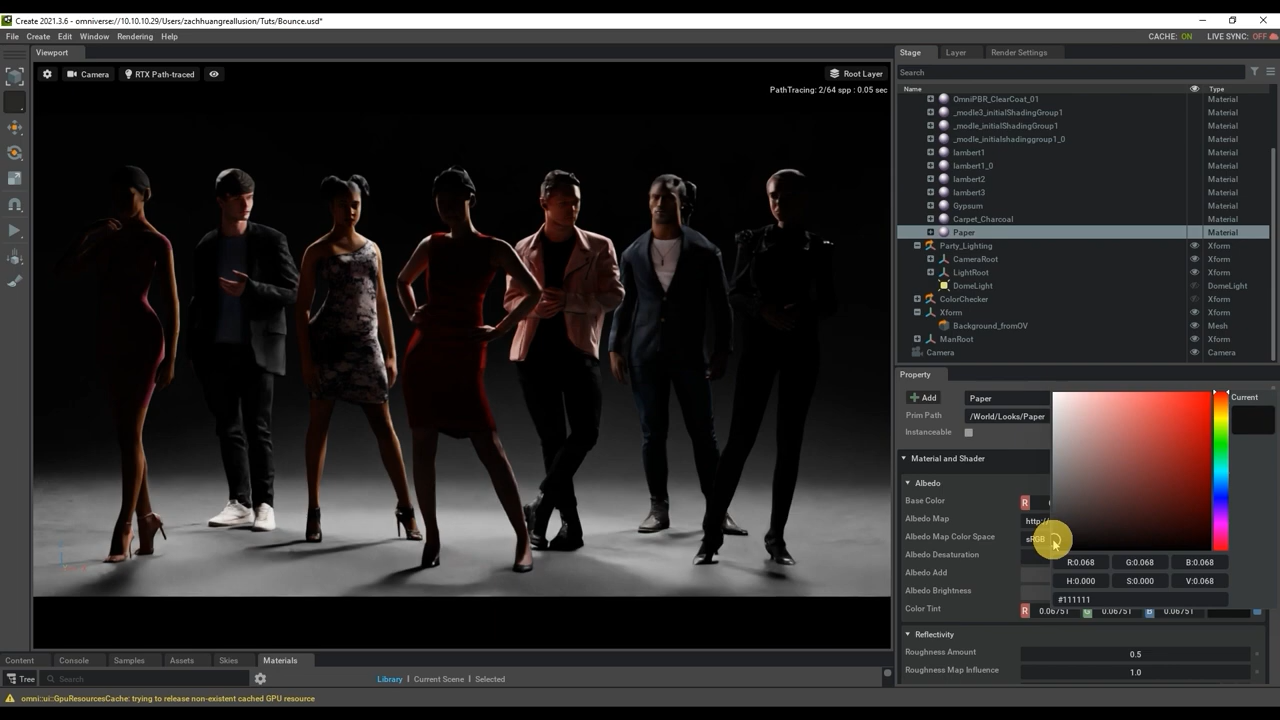 Create 2021.3.6 - omniverse://10.10.10.29/Users/zachhuangreallusion/Tuts/Bounce.usd*
File Create Edit Window Rendering Help
CACHE: ON LIVE SYNC: OFF
Viewport
Stage Layer Render Settings
Camera RTX Path-traced
Root Layer
Search
PathTracing: 2/64 spp : 0.05 sec
Name Type
OmniPBR_ClearCoat_01 Material
_modle3_initialShadingGroup1 Material
_modle_initialShadingGroup1 Material
_modle_initialshadinggroup1_0 Material
lambert1 Material
lambert1_0 Material
lambert2 Material
lambert3 Material
Gypsum Material
Carpet_Charcoal Material
Paper Material
Party_Lighting Xform
CameraRoot Xform
LightRoot Xform
DomeLight DomeLight
ColorChecker Xform
Xform Xform
Background_fromOV Mesh
ManRoot Xform
Camera Camera
Property
Add Paper
Current
Prim Path /World/Looks/Paper
Instanceable
Material and Shader
Albedo
Base Color R
Albedo Map http:/
Albedo Map Color Space sRGB
Albedo Desaturation
Albedo Add
Albedo Brightness
R:0.068 G:0.068 B:0.068
H:0.000 S:0.000 V:0.068
#111111
Color Tint R 0.06751 G 0.06751 B 0.06751
Reflectivity
Roughness Amount 0.5
Roughness Map Influence 1.0
Content Console Samples Assets Skies Materials
Tree Search Library Current Scene Selected
omni::ui::GpuResourcesCache: trying to release non-existent cached GPU resource